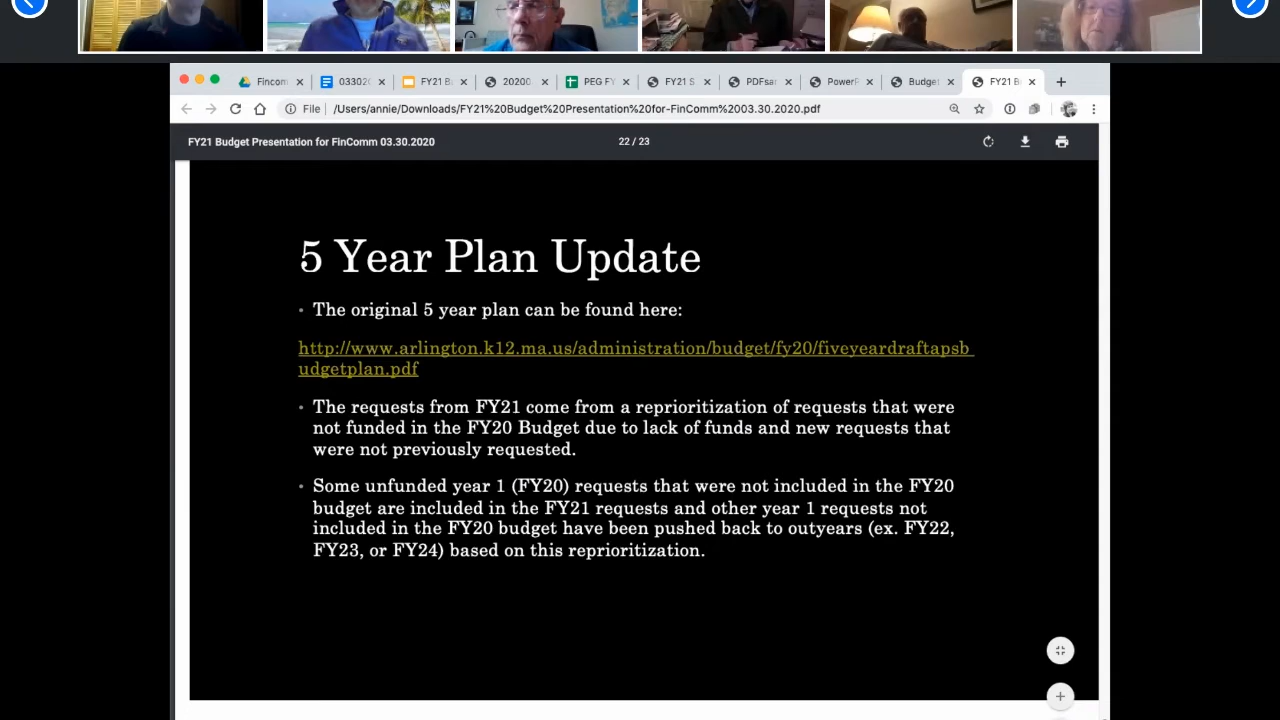 Fincom
03302
FY21 B
20200
PEG FY
FY21 S
PDFsa
PowerP
Budget
FY21 B
File
/Users/annie/Downloads/FY21%20Budget%20Presentation%20for-FinComm%2003.30.2020.pdf
FY21 Budget Presentation for FinComm 03.30.2020
22 / 23
5 Year Plan Update
• The original 5 year plan can be found here:
http://www.arlington.k12.ma.us/administration/budget/fy20/fiveyeardraftapsb
udgetplan.pdf
• The requests from FY21 come from a reprioritization of requests that were
not funded in the FY20 Budget due to lack of funds and new requests that
were not previously requested.
• Some unfunded year 1 (FY20) requests that were not included in the FY20
budget are included in the FY21 requests and other year 1 requests not
included in the FY20 budget have been pushed back to outyears (ex. FY22,
FY23, or FY24) based on this reprioritization.